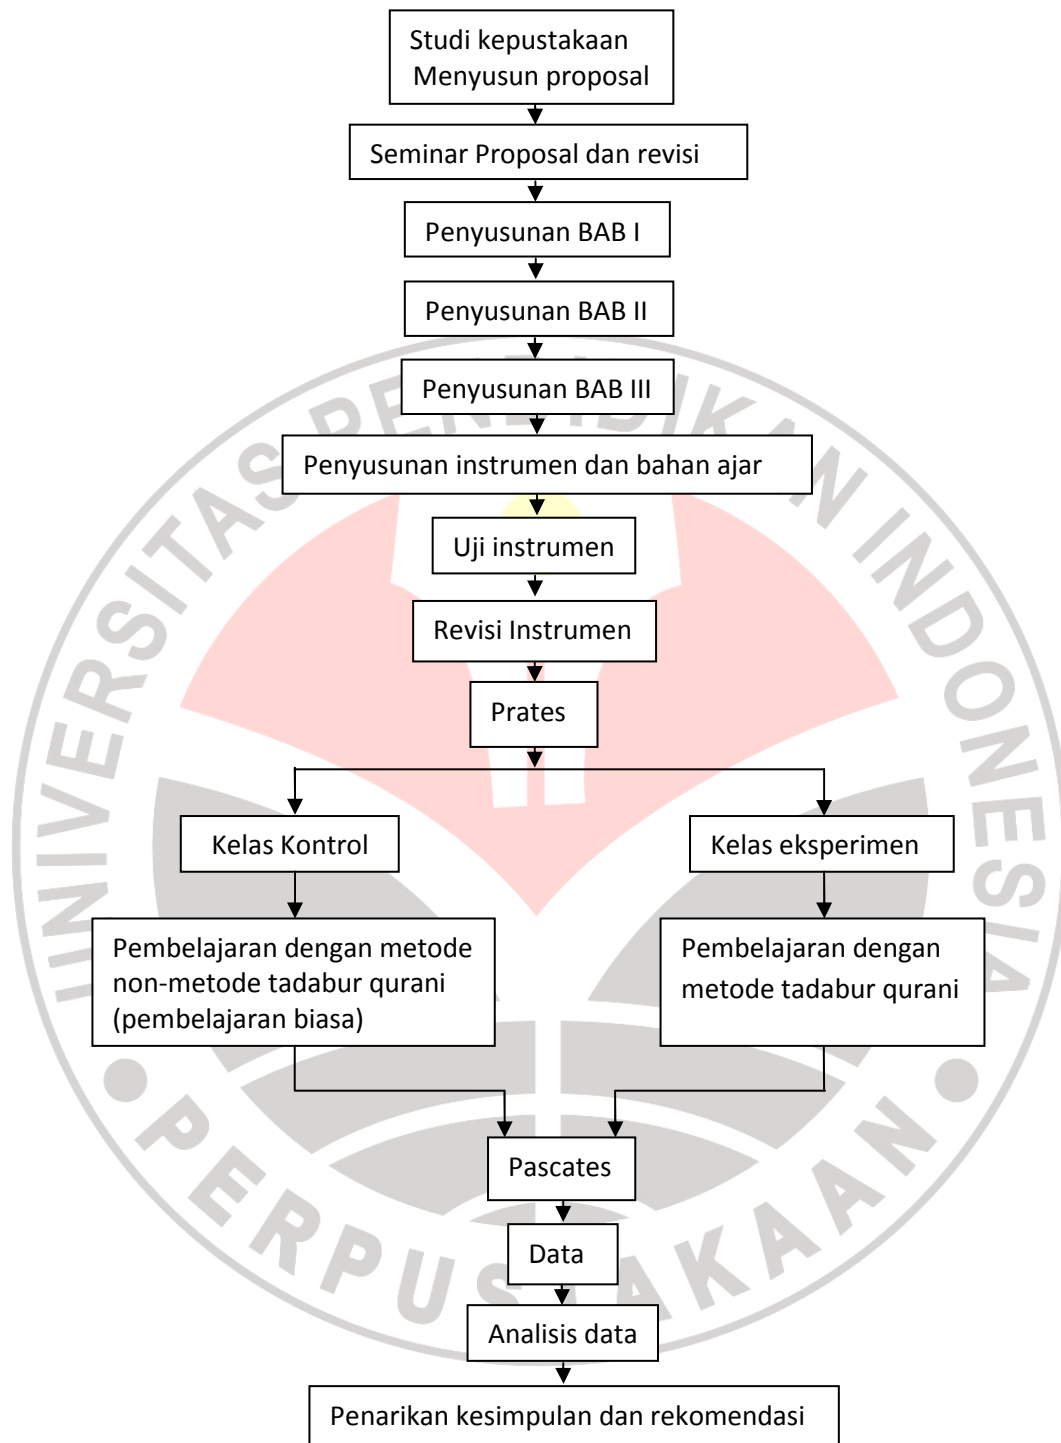 Studi kepustakaan
Menyusun proposal
Seminar Proposal dan revisi
Penyusunan BAB I
Penyusunan BAB II
Penyusunan BAB III
Penyusunan instrumen dan bahan ajar
Uji instrumen
Revisi Instrumen
Prates
Kelas Kontrol
Kelas eksperimen
Pembelajaran dengan metode
non-metode tadabur qurani
(pembelajaran biasa)
Pembelajaran dengan
metode tadabur qurani
Pascates
Data
Analisis data
Penarikan kesimpulan dan rekomendasi
UNIVERSITAS PENDIDIKAN INDONESIA
PERPUSTAKAAN